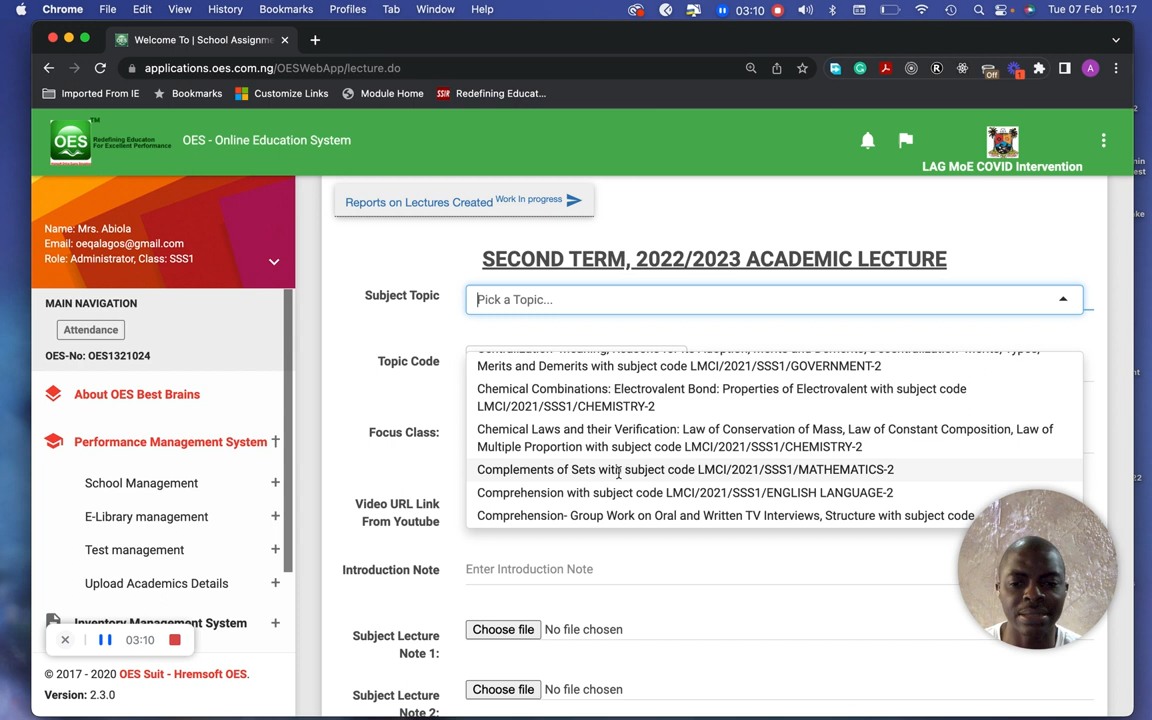 Chrome File Edit View History Bookmarks Profiles Tab Window Help 03:10 Tue 07 Feb 10:17
Welcome To | School Assignme
applications.oes.com.ng/OESWebApp/lecture.do
Off 1 A
Imported From IE Bookmarks Customize Links Module Home SSIR Redefining Educat...
OES TM
Redefining Educaton
For Excellent Performance
OES - Online Education System
LAG MoE COVID Intervention
Name: Mrs. Abiola
Email: oeqalagos@gmail.com
Role: Administrator, Class: SSS1
MAIN NAVIGATION
Attendance
OES-No: OES1321024
About OES Best Brains
Performance Management System
School Management +
E-Library management +
Test management +
Upload Academics Details +
Inventory Management System +
03:10
© 2017 - 2020 OES Suit - Hremsoft OES.
Version: 2.3.0
Reports on Lectures Created Work In progress
SECOND TERM, 2022/2023 ACADEMIC LECTURE
Subject Topic
Pick a Topic...
Topic Code
Merits and Demerits with subject code LMCI/2021/SSS1/GOVERNMENT-2
Chemical Combinations: Electrovalent Bond: Properties of Electrovalent with subject code
LMCI/2021/SSS1/CHEMISTRY-2
Chemical Laws and their Verification: Law of Conservation of Mass, Law of Constant Composition, Law of
Multiple Proportion with subject code LMCI/2021/SSS1/CHEMISTRY-2
Complements of Sets with subject code LMCI/2021/SSS1/MATHEMATICS-2
Comprehension with subject code LMCI/2021/SSS1/ENGLISH LANGUAGE-2
Comprehension- Group Work on Oral and Written TV Interviews, Structure with subject code
Focus Class:
Video URL Link
From Youtube
Introduction Note
Enter Introduction Note
Subject Lecture
Note 1:
Choose file No file chosen
Subject Lecture
Note 2:
Choose file No file chosen